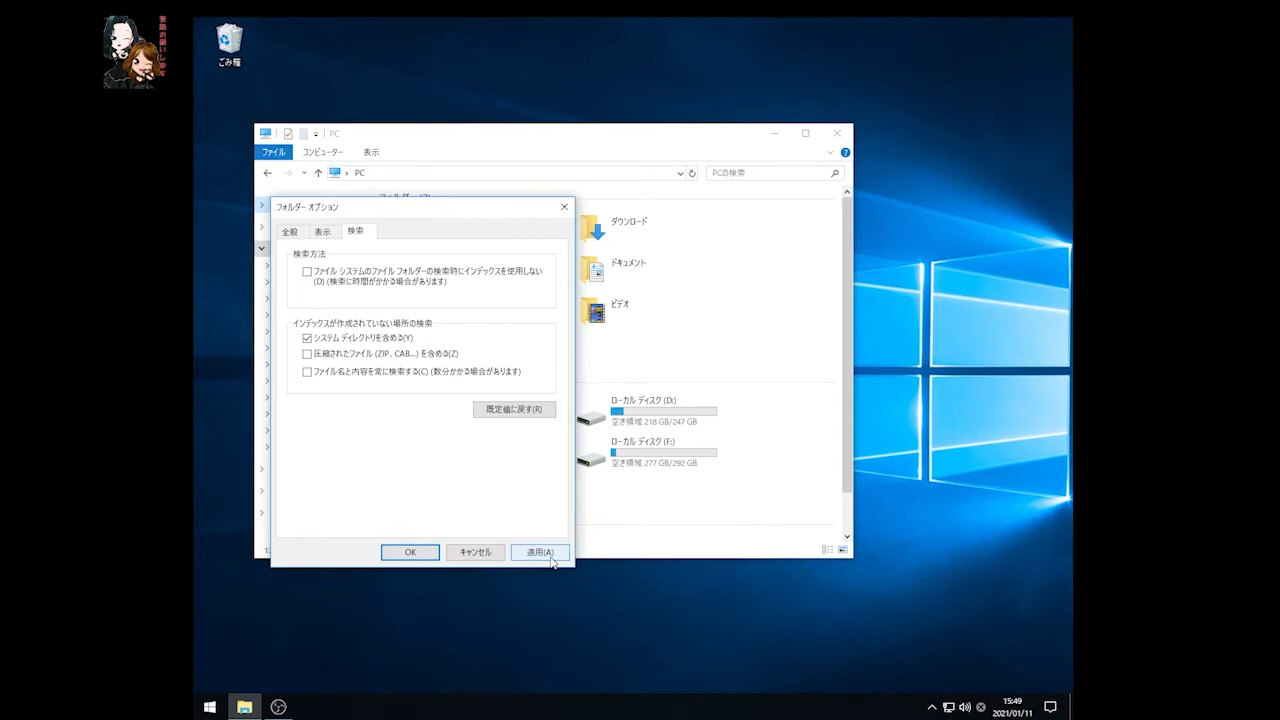 ごみ箱
PC
ファイル
コンピューター
表示
PC
PCの検索
フォルダー オプション
全般
表示
検索
検索方法
ファイル システムのファイル フォルダーの検索時にインデックスを使用しない
(D) (検索に時間がかかる場合があります)
インデックスが作成されていない場所の検索
システム ディレクトリを含める(Y)
圧縮されたファイル (ZIP、CAB...) を含める(Z)
ファイル名と内容を常に検索する(C) (数分かかる場合があります)
既定値に戻す(R)
OK
キャンセル
適用(A)
ダウンロード
ドキュメント
ビデオ
ローカル ディスク (D:)
空き領域 218 GB/247 GB
ローカル ディスク (F:)
空き領域 277 GB/292 GB
15:49
2021/01/11